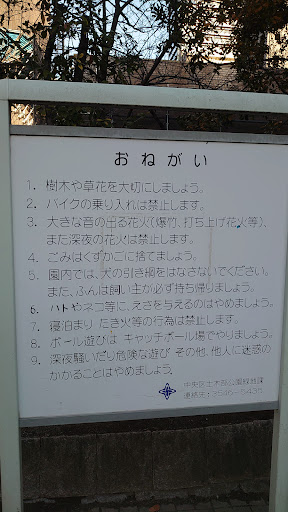 おねがい
1. 樹木や草花を大切にしましょう。
2. バイクの乗り入れは禁止します。
3. 大きな音の出る花火(爆竹、打ち上げ花火等)、
また深夜の花火は禁止します。
4. ごみはくずかごに捨てましょう。
5. 園内では、犬の引き綱をはなさないでください。
また、ふんは飼い主が必ず持ち帰りましょう。
6. ハトやネコ等に、えさを与えるのはやめましょう。
7. 寝泊まり たき火等の行為は禁止します。
8. ボール遊びは キャッチボール場でやりましょう。
9. 深夜騒いだり危険な遊び その他、他人に迷惑の
かかることはやめましょう。
中央区土木部公園緑地課
連絡先:3546-5435